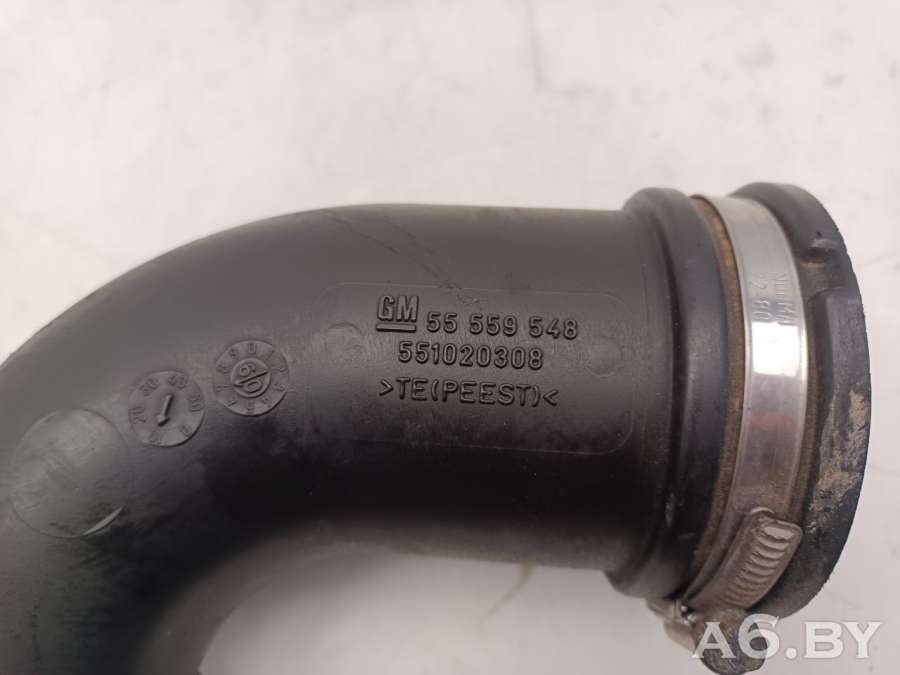 GM 55 559 548
551020308
>TE(PEEST)<
A6.BY